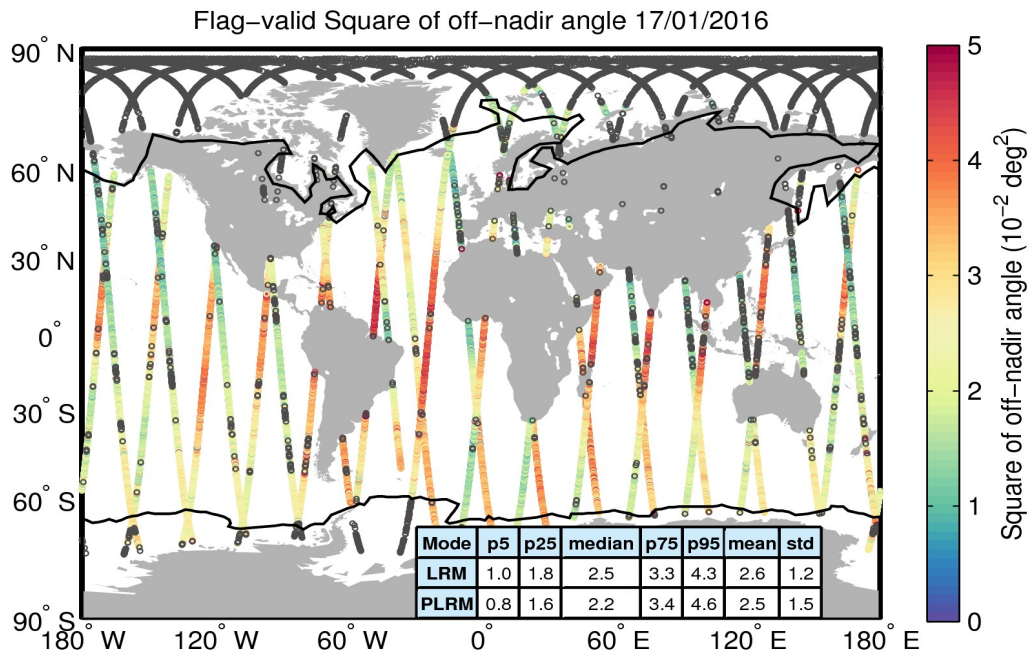 Flag−valid Square of off−nadir angle 17/01/2016
90° N
60° N
30° N
0°
30° S
60° S
90° S
180° W
120° W
60° W
0°
60° E
120° E
180° E
Mode p5 p25 median p75 p95 mean std
LRM 1.0 1.8 2.5 3.3 4.3 2.6 1.2
PLRM 0.8 1.6 2.2 3.4 4.6 2.5 1.5
5
4
3
2
1
0
Square of off−nadir angle (10⁻² deg²)